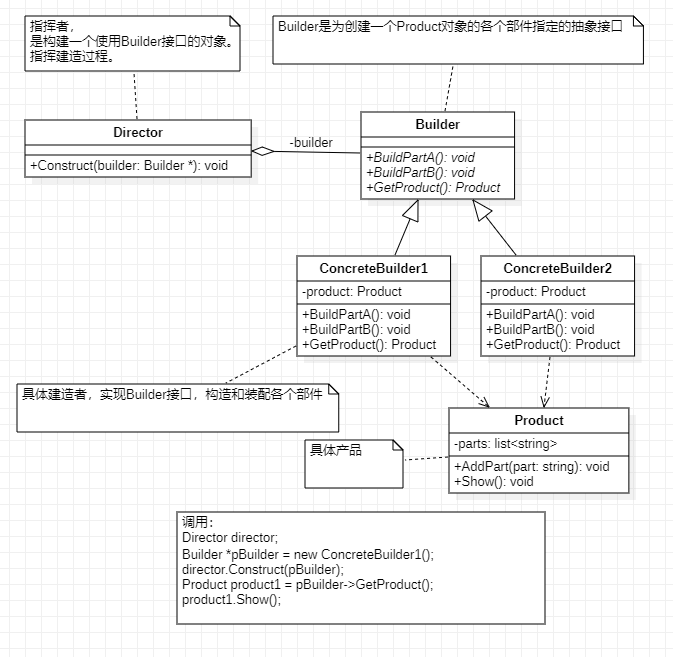 指挥者，
是构建一个使用Builder接口的对象。
指挥建造过程。
Builder是为创建一个Product对象的各个部件指定的抽象接口
Director
+Construct(builder: Builder *): void
-builder
Builder
+BuildPartA(): void
+BuildPartB(): void
+GetProduct(): Product
ConcreteBuilder1
-product: Product
+BuildPartA(): void
+BuildPartB(): void
+GetProduct(): Product
ConcreteBuilder2
-product: Product
+BuildPartA(): void
+BuildPartB(): void
+GetProduct(): Product
具体建造者，实现Builder接口，构造和装配各个部件
具体产品
Product
-parts: list<string>
+AddPart(part: string): void
+Show(): void
调用：
Director director;
Builder *pBuilder = new ConcreteBuilder1();
director.Construct(pBuilder);
Product product1 = pBuilder->GetProduct();
product1.Show();